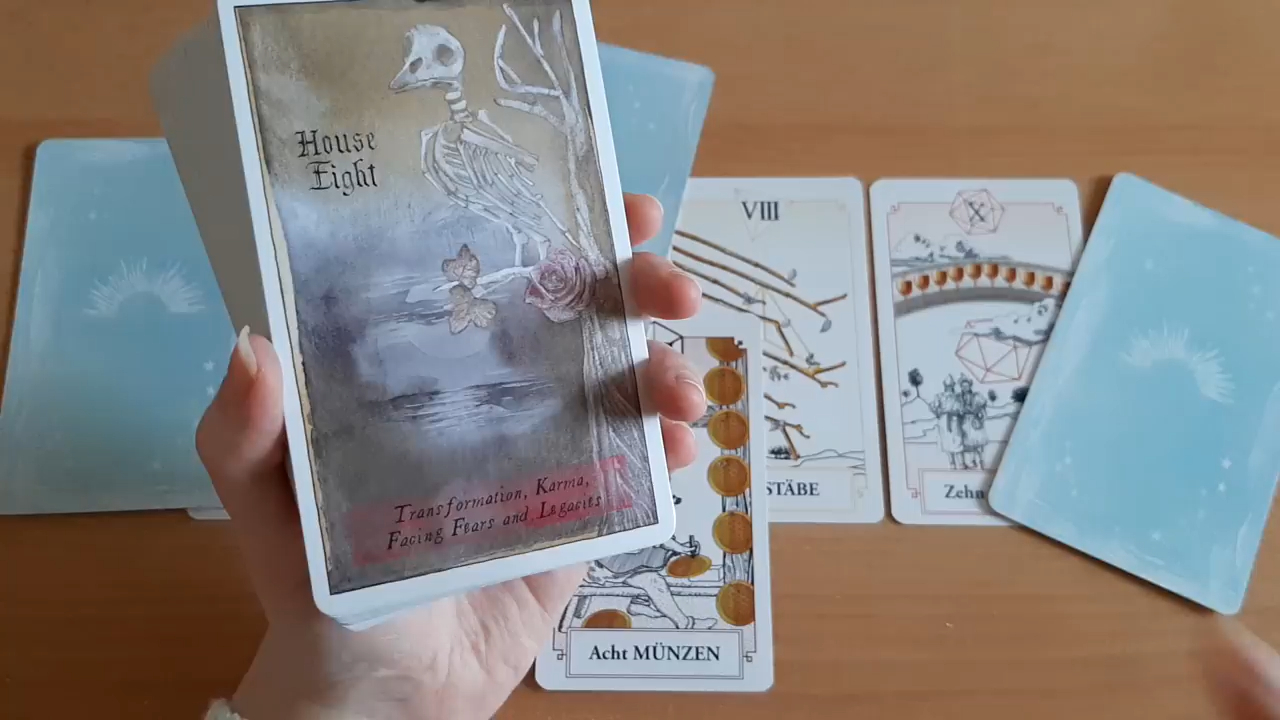 House
Eight
Transformation, Karma,
Facing Fears and Legacies
VIII
STÄBE
X
Zehn
Acht MÜNZEN